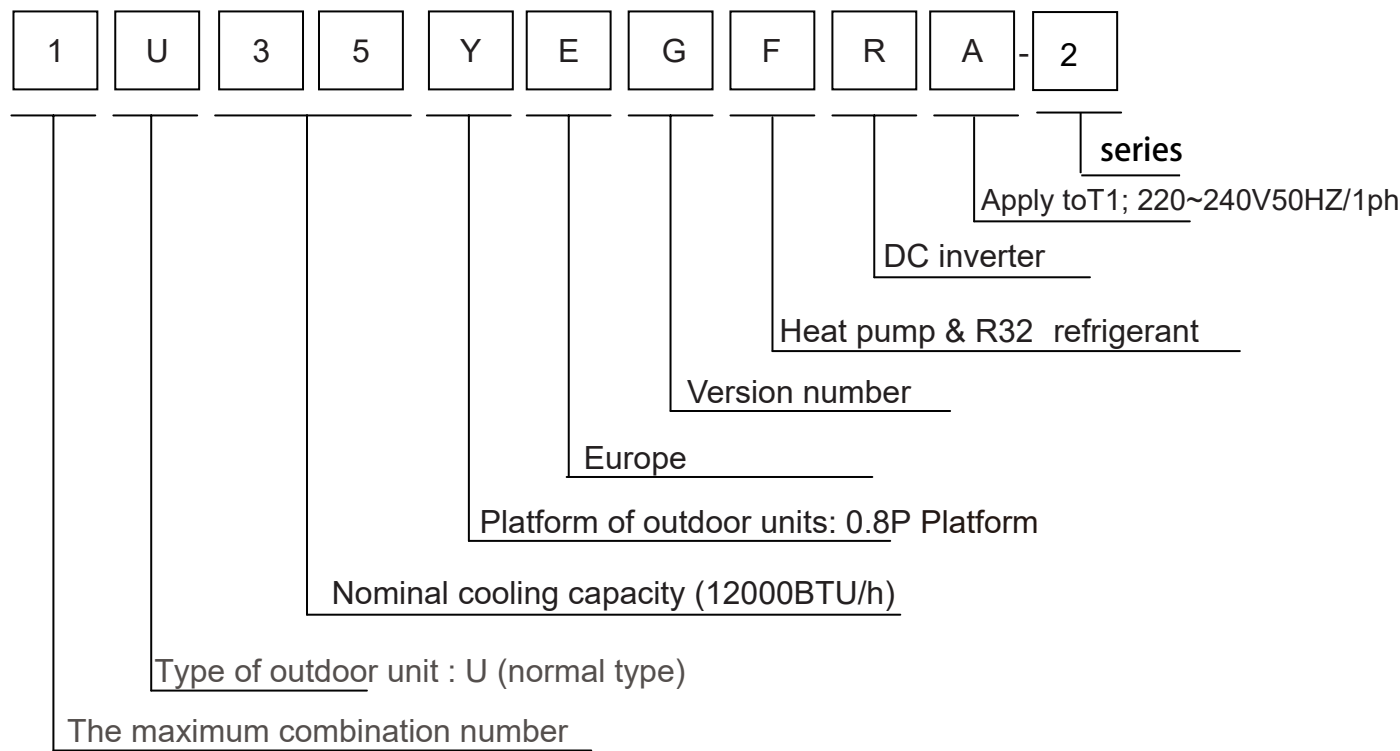 1 U 3 5 Y E G F R A - 2
series
Apply toT1; 220~240V50HZ/1ph
DC inverter
Heat pump & R32 refrigerant
Version number
Europe
Platform of outdoor units: 0.8P Platform
Nominal cooling capacity (12000BTU/h)
Type of outdoor unit : U (normal type)
The maximum combination number